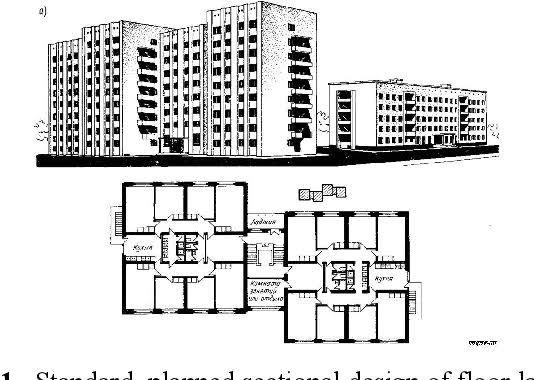 а)
Лоджия
Кухня
Комната
занятий
или отдыха
Кухня
1. Standard planned sectional design of floor la